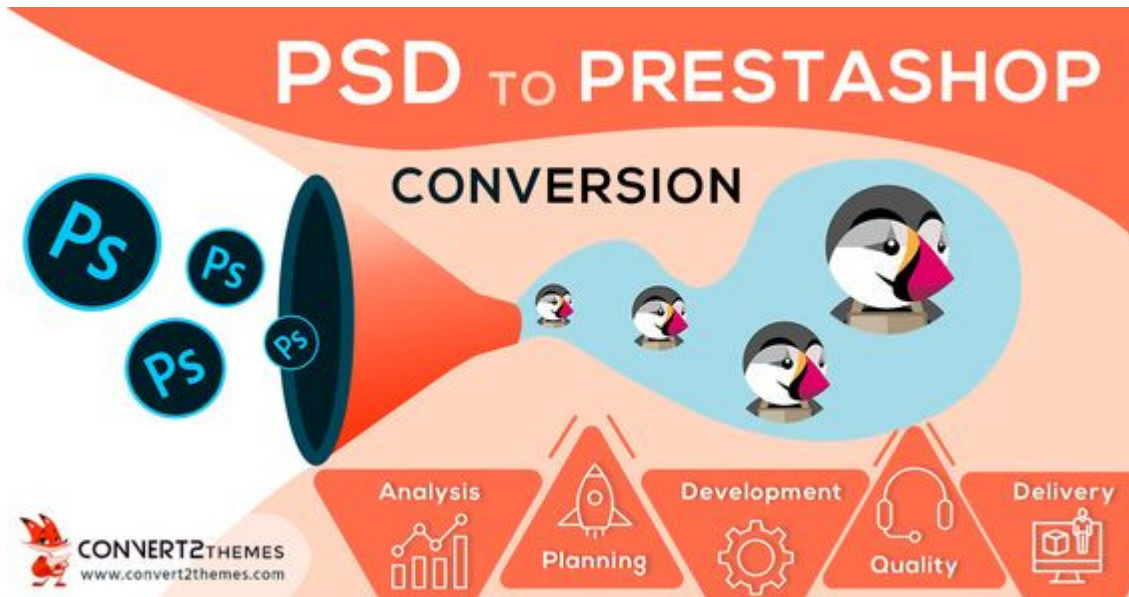 PSD TO PRESTASHOP
CONVERSION
Ps
Ps
Ps
Ps
Analysis
Planning
Development
Quality
Delivery
CONVERT2THEMES
www.convert2themes.com